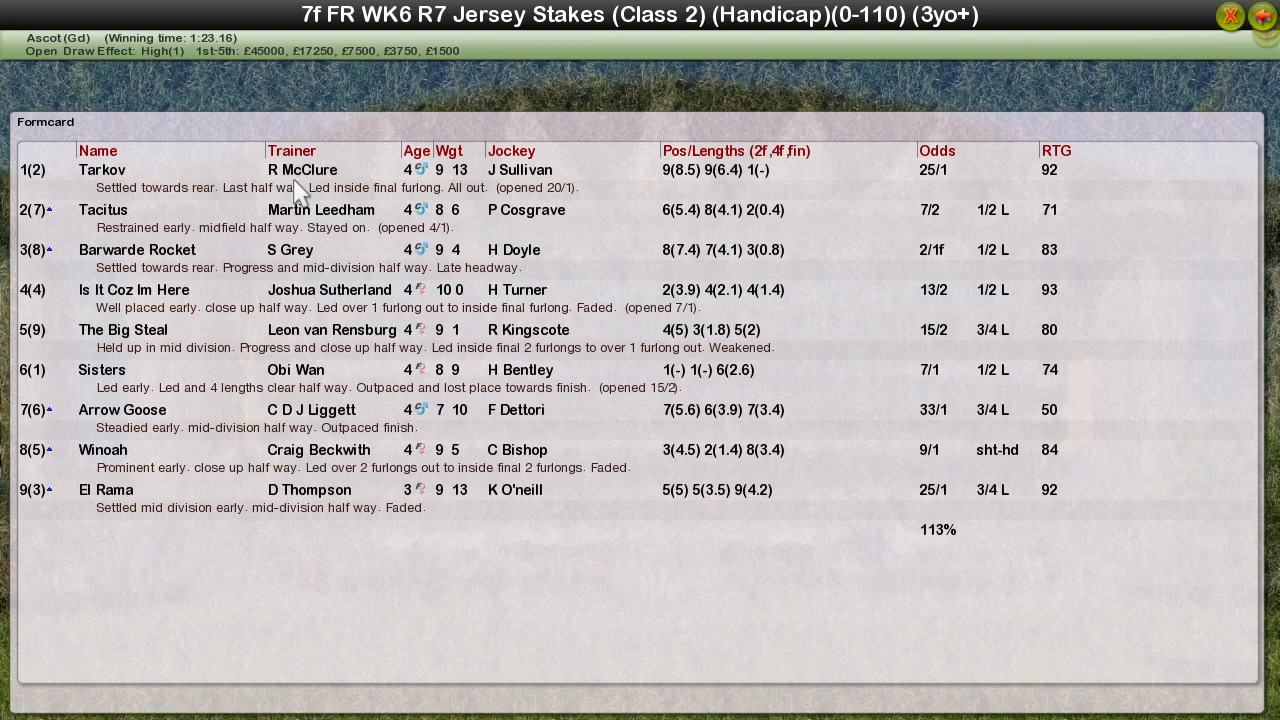 7f FR WK6 R7 Jersey Stakes (Class 2) (Handicap)(0-110) (3yo+)
Ascot(Gd) (Winning time: 1:23.16)
Open Draw Effect: High(1) 1st-5th: £45000, £17250, £7500, £3750, £1500
Formcard
Name Trainer Age Wgt Jockey Pos/Lengths (2f,4f,fin) Odds RTG
1(2) Tarkov R McClure 4 9 13 J Sullivan 9(8.5) 9(6.4) 1(-) 25/1 92
Settled towards rear. Last half way. Led inside final furlong. All out. (opened 20/1).
2(7) Tacitus Martin Leedham 4 8 6 P Cosgrave 6(5.4) 8(4.1) 2(0.4) 7/2 1/2 L 71
Restrained early. midfield half way. Stayed on. (opened 4/1).
3(8) Barwarde Rocket S Grey 4 9 4 H Doyle 8(7.4) 7(4.1) 3(0.8) 2/1f 1/2 L 83
Settled towards rear. Progress and mid-division half way. Late headway.
4(4) Is It Coz Im Here Joshua Sutherland 4 10 0 H Turner 2(3.9) 4(2.1) 4(1.4) 13/2 1/2 L 93
Well placed early. close up half way. Led over 1 furlong out to inside final furlong. Faded. (opened 7/1).
5(9) The Big Steal Leon van Rensburg 4 9 1 R Kingscote 4(5) 3(1.8) 5(2) 15/2 3/4 L 80
Held up in mid division. Progress and close up half way. Led inside final 2 furlongs to over 1 furlong out. Weakened.
6(1) Sisters Obi Wan 4 8 9 H Bentley 1(-) 1(-) 6(2.6) 7/1 1/2 L 74
Led early. Led and 4 lengths clear half way. Outpaced and lost place towards finish. (opened 15/2).
7(6) Arrow Goose C D J Liggett 4 7 10 F Dettori 7(5.6) 6(3.9) 7(3.4) 33/1 3/4 L 50
Steadied early. mid-division half way. Outpaced finish.
8(5) Winoah Craig Beckwith 4 9 5 C Bishop 3(4.5) 2(1.4) 8(3.4) 9/1 sht-hd 84
Prominent early. close up half way. Led over 2 furlongs out to inside final 2 furlongs. Faded.
9(3) El Rama D Thompson 3 9 13 K O'neill 5(5) 5(3.5) 9(4.2) 25/1 3/4 L 92
Settled mid division early. mid-division half way. Faded.
113%